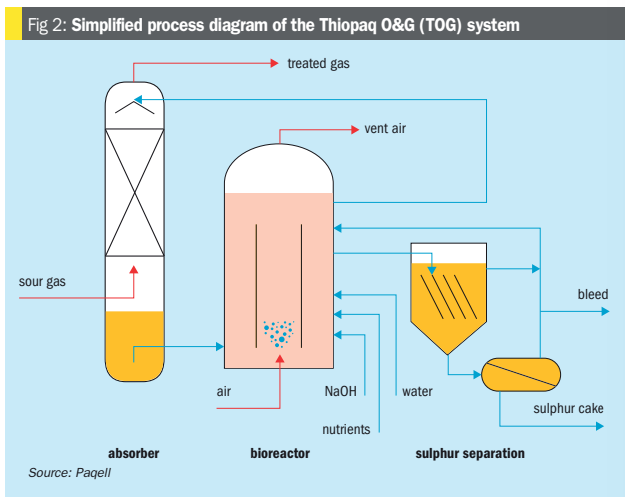 Fig 2: Simplified process diagram of the Thiopaq O&G (TOG) system
treated gas
vent air
sour gas
bleed
air
NaOH
water
sulphur cake
nutrients
absorber
bioreactor
sulphur separation
Source: Paqell